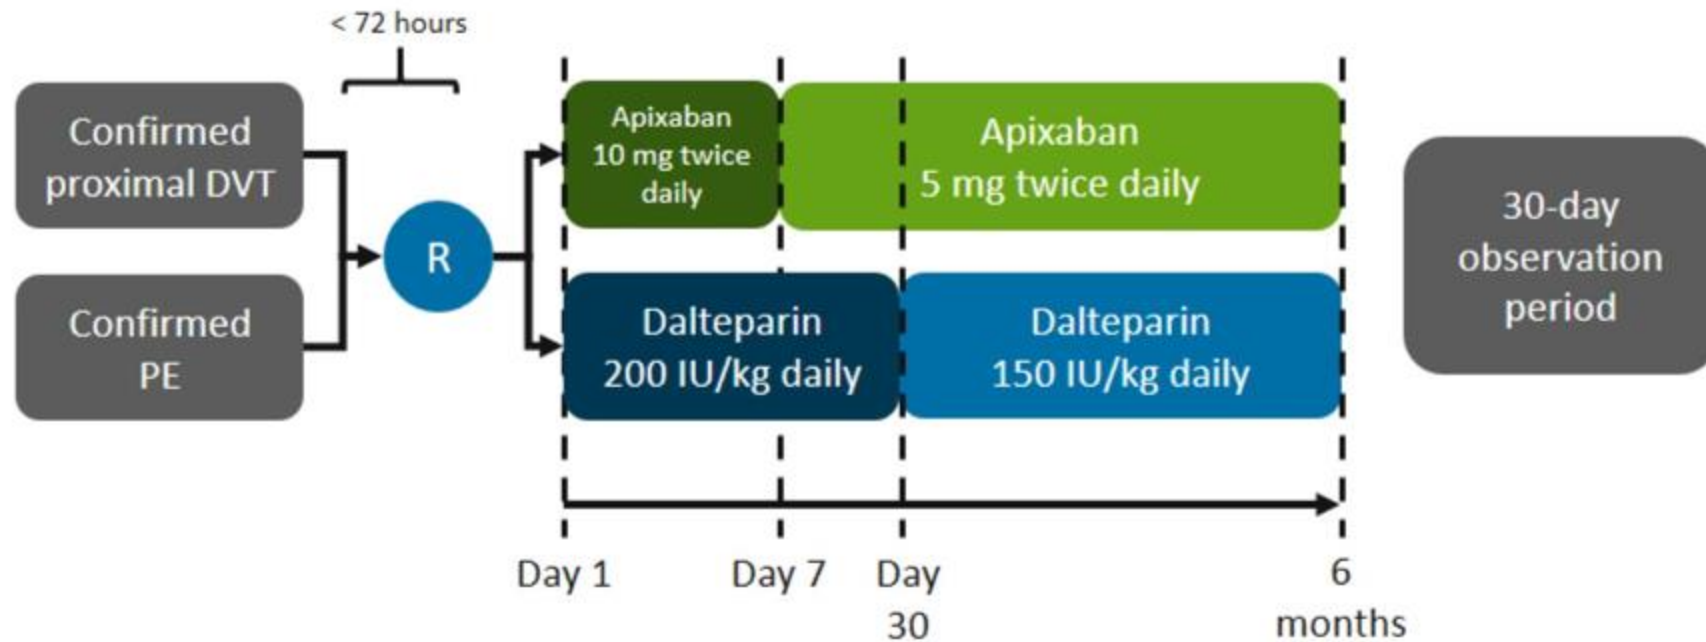 < 72 hours
Confirmed
proximal DVT
Confirmed
PE
R
Apixaban
10 mg twice
daily
Apixaban
5 mg twice daily
Dalteparin
200 IU/kg daily
Dalteparin
150 IU/kg daily
30-day
observation
period
Day 1
Day 7
Day
30
6
months